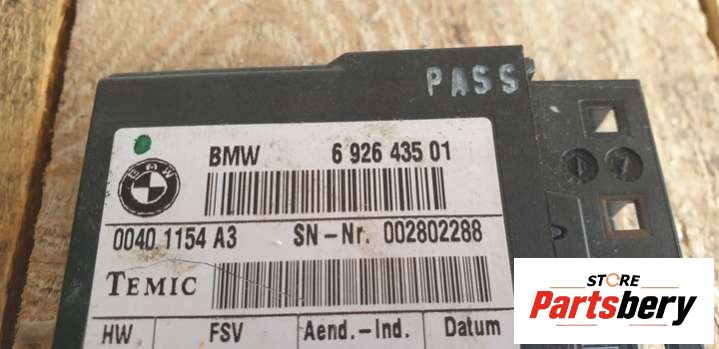 PASS
BMW 6 926 435 01
BMW
0040 1154 A3 SN-Nr. 002802288
TEMIC
HW FSV Aend.-Ind. Datum
STORE
Partsbery